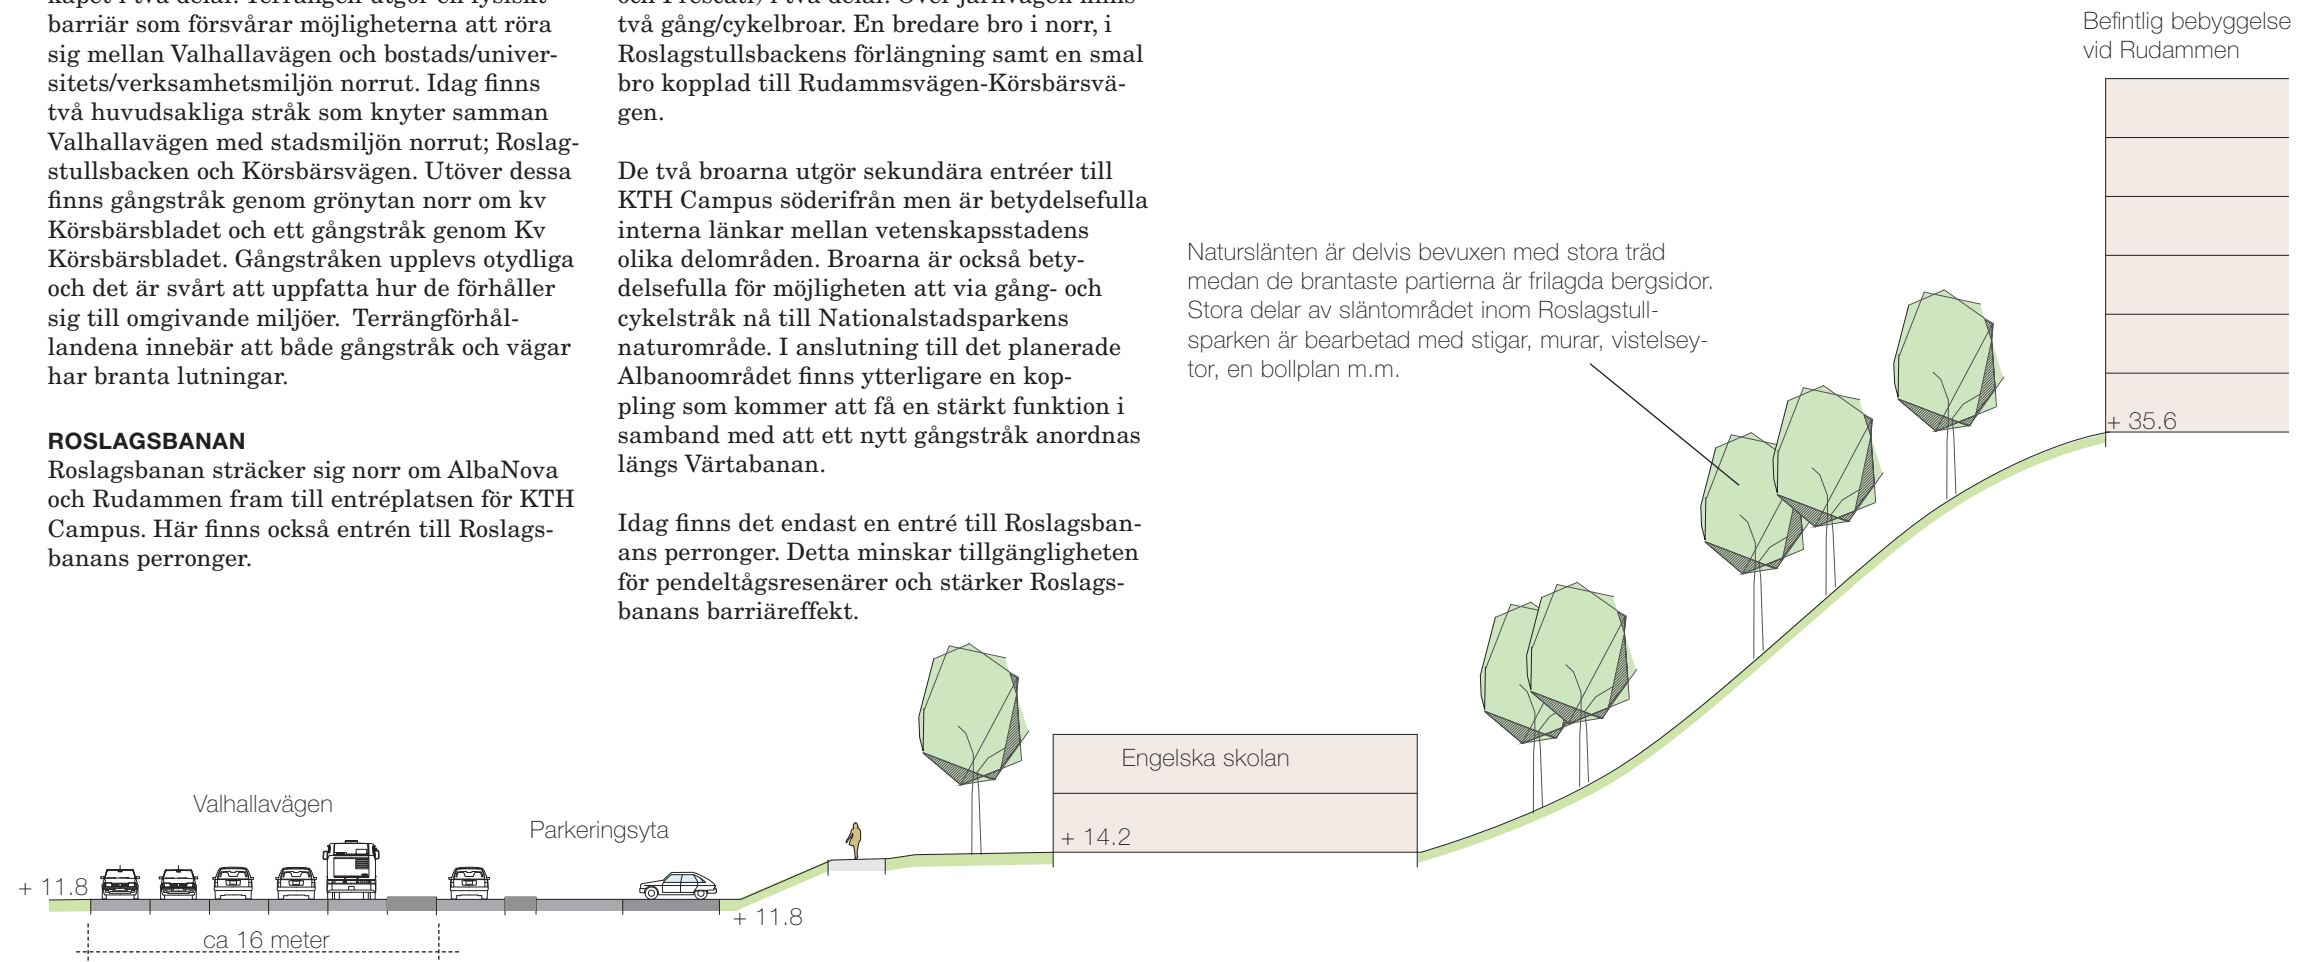 barriär som försvårar möjligheterna att röra
sig mellan Valhallavägen och bostads/univer-
sitets/verksamhetsmiljön norrut. Idag finns
två huvudsakliga stråk som knyter samman
Valhallavägen med stadsmiljön norrut; Roslag-
stullsbacken och Körsbärsvägen. Utöver dessa
finns gångstråk genom grönytan norr om kv
Körsbärsbladet och ett gångstråk genom Kv
Körsbärsbladet. Gångstråken upplevs otydliga
och det är svårt att uppfatta hur de förhåller
sig till omgivande miljöer. Terrängförhål-
landena innebär att både gångstråk och vägar
har branta lutningar.
ROSLAGSBANAN
Roslagsbanan sträcker sig norr om AlbaNova
och Rudammen fram till entréplatsen för KTH
Campus. Här finns också entrén till Roslags-
banans perronger.
två gång/cykelbroar. En bredare bro i norr, i
Roslagstullsbackens förlängning samt en smal
bro kopplad till Rudammsvägen-Körsbärsvä-
gen.
De två broarna utgör sekundära entréer till
KTH Campus söderifrån men är betydelsefulla
interna länkar mellan vetenskapsstadens
olika delområden. Broarna är också bety-
delsefulla för möjligheten att via gång- och
cykelstråk nå till Nationalstadsparkens
naturområde. I anslutning till det planerade
Albanoområdet finns ytterligare en kop-
pling som kommer att få en stärkt funktion i
samband med att ett nytt gångstråk anordnas
längs Värtabanan.
Idag finns det endast en entré till Roslagsban-
ans perronger. Detta minskar tillgängligheten
för pendeltågsresenärer och stärker Roslags-
banans barriäreffekt.
Naturslänten är delvis bevuxen med stora träd
medan de brantaste partierna är frilagda bergsidor.
Stora delar av släntområdet inom Roslagstull-
sparken är bearbetad med stigar, murar, vistelsey-
tor, en bollplan m.m.
Befintlig bebyggelse
vid Rudammen
+ 35.6
Engelska skolan
+ 14.2
Valhallavägen
Parkeringsyta
+ 11.8
+ 11.8
ca 16 meter